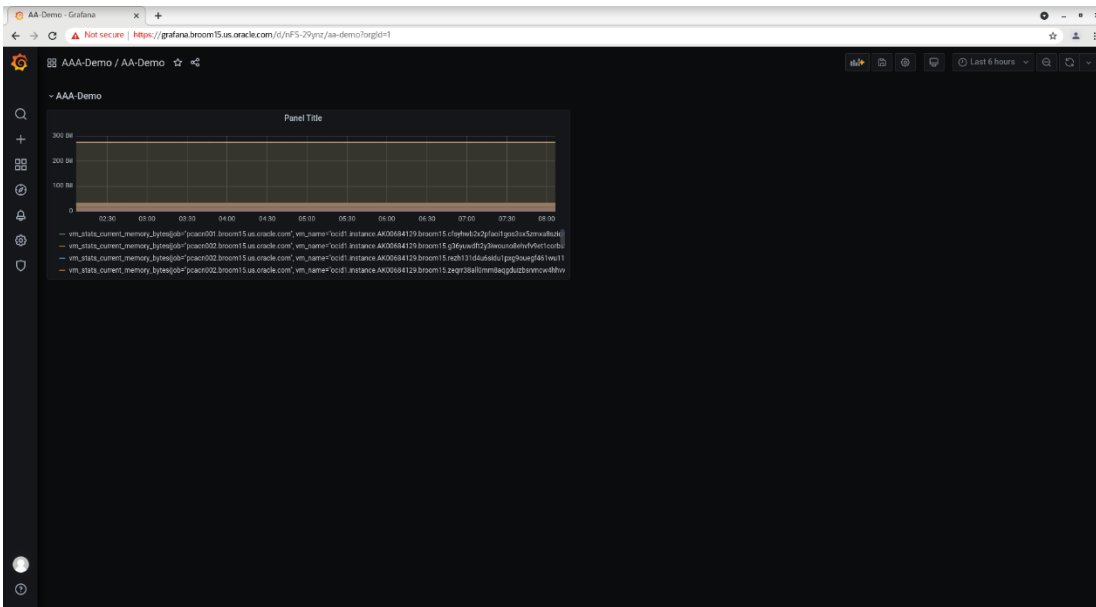 AA-Demo - Grafana
Not secure | https://grafana.broom15.us.oracle.com/d/nFS-29ynz/aa-demo?orgId=1
AAA-Demo / AA-Demo
Last 6 hours
AAA-Demo
Panel Title
300 Bil
200 Bil
100 Bil
0
02:30 03:00 03:30 04:00 04:30 05:00 05:30 06:00 06:30 07:00 07:30 08:00
vm_stats_current_memory_bytes{job="pcacn001.broom15.us.oracle.com", vm_name="ocid1.instance.AK00684129.broom15.
vm_stats_current_memory_bytes{job="pcacn002.broom15.us.oracle.com", vm_name="ocid1.instance.AK00684129.broom15.
vm_stats_current_memory_bytes{job="pcacn002.broom15.us.oracle.com", vm_name="ocid1.instance.AK00684129.broom15.
vm_stats_current_memory_bytes{job="pcacn002.broom15.us.oracle.com", vm_name="ocid1.instance.AK00684129.broom15.